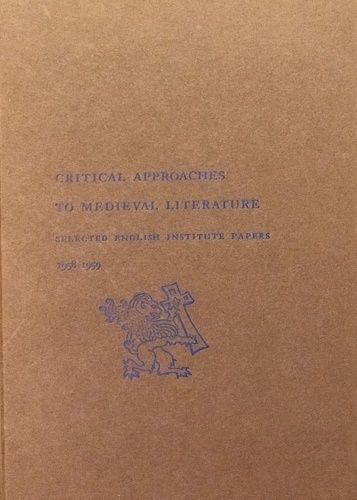 CRITICAL APPROACHES
TO MEDIEVAL LITERATURE
SELECTED ENGLISH INSTITUTE PAPERS
1958-1959